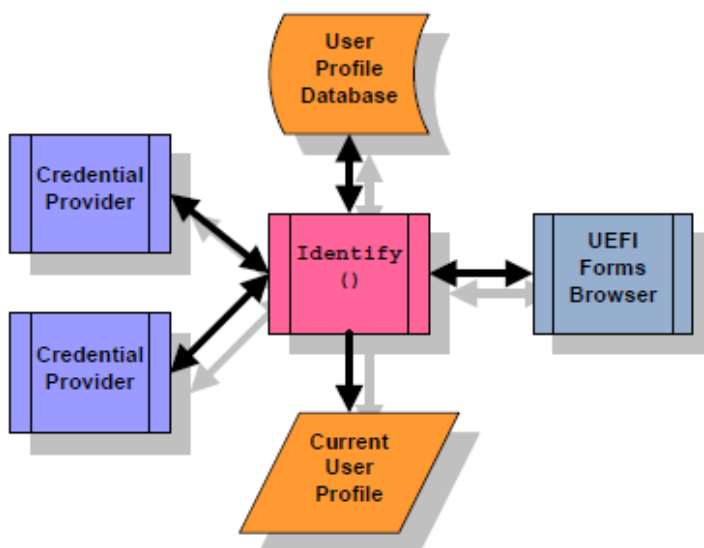 User
Profile
Database
Credential
Provider
Identify
()
UEFI
Forms
Browser
Credential
Provider
Current
User
Profile